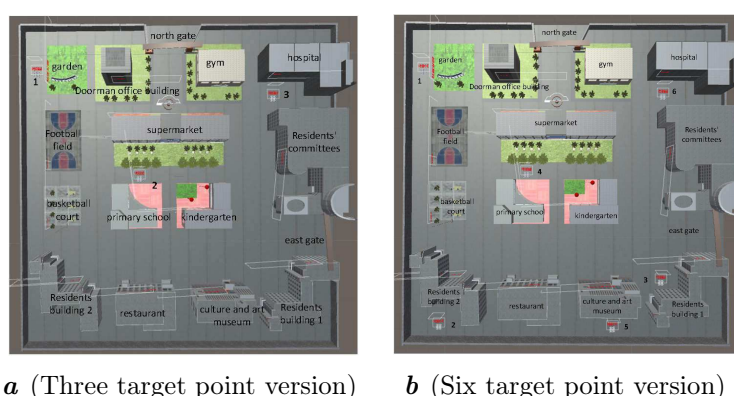 north gate
garden
gym
hospital
1
Doorman office building
3
supermarket
Football
field
Residents'
committees
2
basketball
court
primary school
kindergarten
east gate
Residents
building 2
restaurant
culture and art
museum
Residents
building 1
a (Three target point version)
north gate
garden
gym
hospital
1
Doorman office building
6
supermarket
Football
field
Residents'
committees
4
basketball
court
primary school
kindergarten
east gate
3
Residents
building 2
restaurant
culture and art
museum
Residents
building 1
2
5
b (Six target point version)